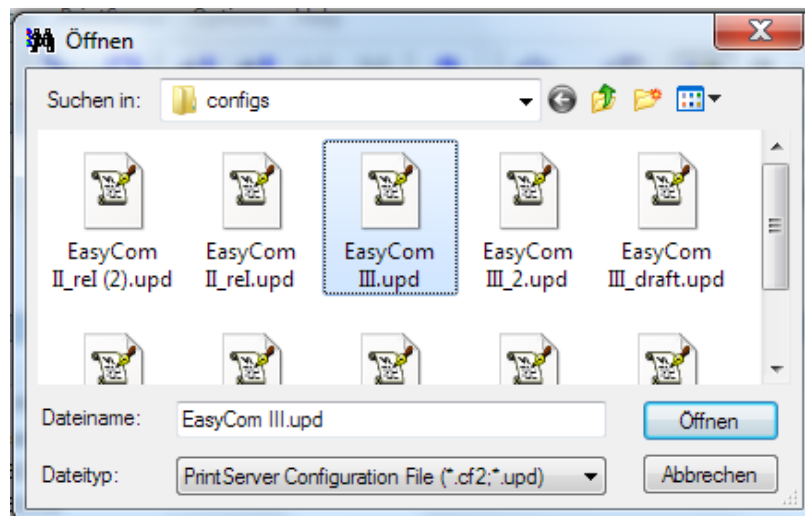 Öffnen
Suchen in:
configs
EasyCom
II_rel (2).upd
EasyCom
II_rel.upd
EasyCom
III.upd
EasyCom
III_2.upd
EasyCom
III_draft.upd
Dateiname:
EasyCom III.upd
Öffnen
Dateityp:
PrintServer Configuration File (*.cf2;*.upd)
Abbrechen